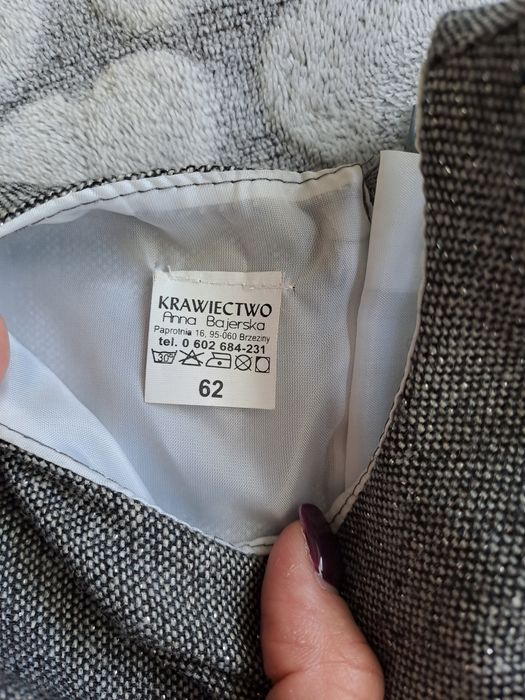 KRAWIECTWO
Anna Bajerska
Paprotnia 16, 95-060 Brzeziny
tel. 0 602 684-231
30°
62